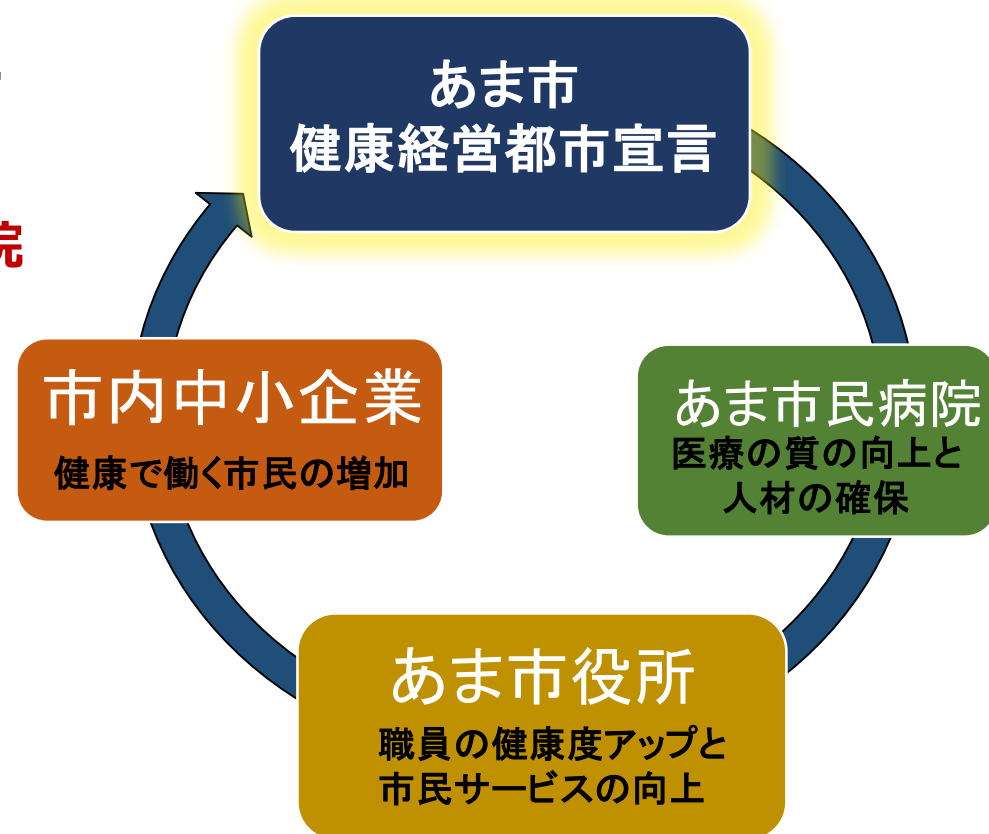 あま市
健康経営都市宣言
院
市内中小企業
健康で働く市民の増加
あま市民病院
医療の質の向上と
人材の確保
あま市役所
職員の健康度アップと
市民サービスの向上